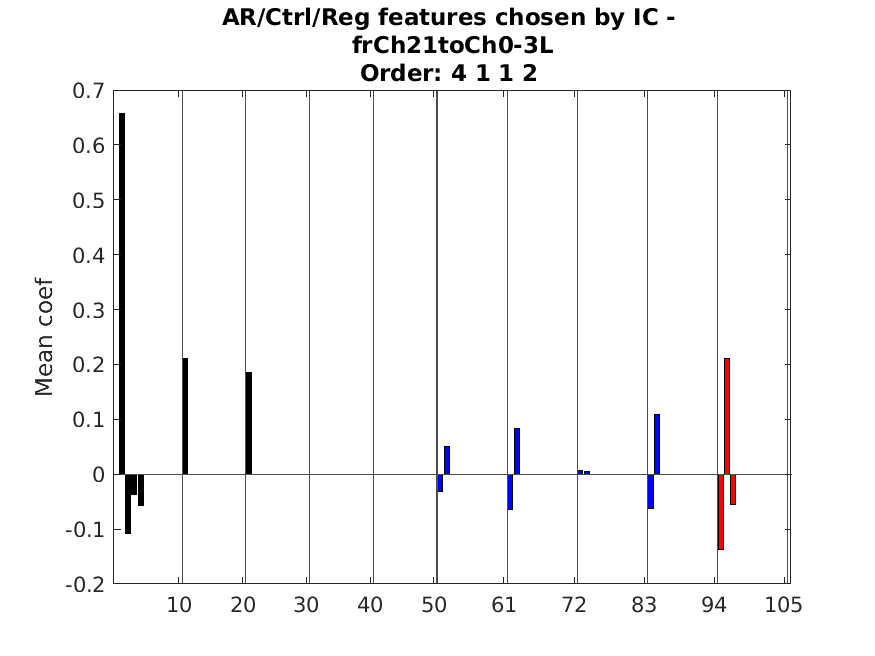 AR/Ctrl/Reg features chosen by IC -
frCh21toCh0-3L
Order: 4 1 1 2
0.7
0.6
0.5
0.4
0.3
0.2
0.1
0
-0.1
-0.2
Mean coef
10 20 30 40 50 61 72 83 94 105